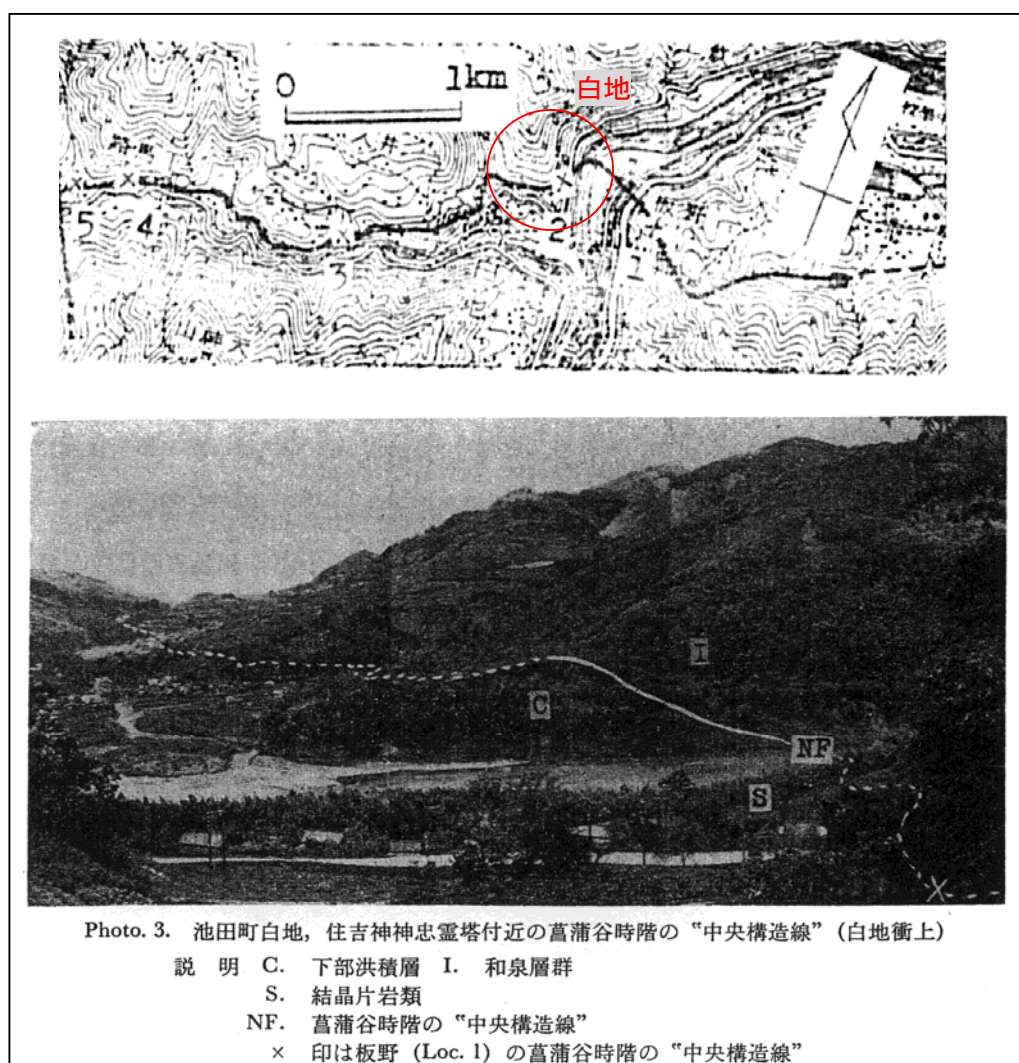 0 1km
白地
5 4
3
2
1
I
C
NF
S
Photo. 3. 池田町白地，住吉神神忠霊塔付近の菖蒲谷時階の〝中央構造線〞（白地衝上）
説 明 C. 下部洪積層 I. 和泉層群
S. 結晶片岩類
NF. 菖蒲谷時階の〝中央構造線〞
× 印は板野 (Loc. 1) の菖蒲谷時階の〝中央構造線〞